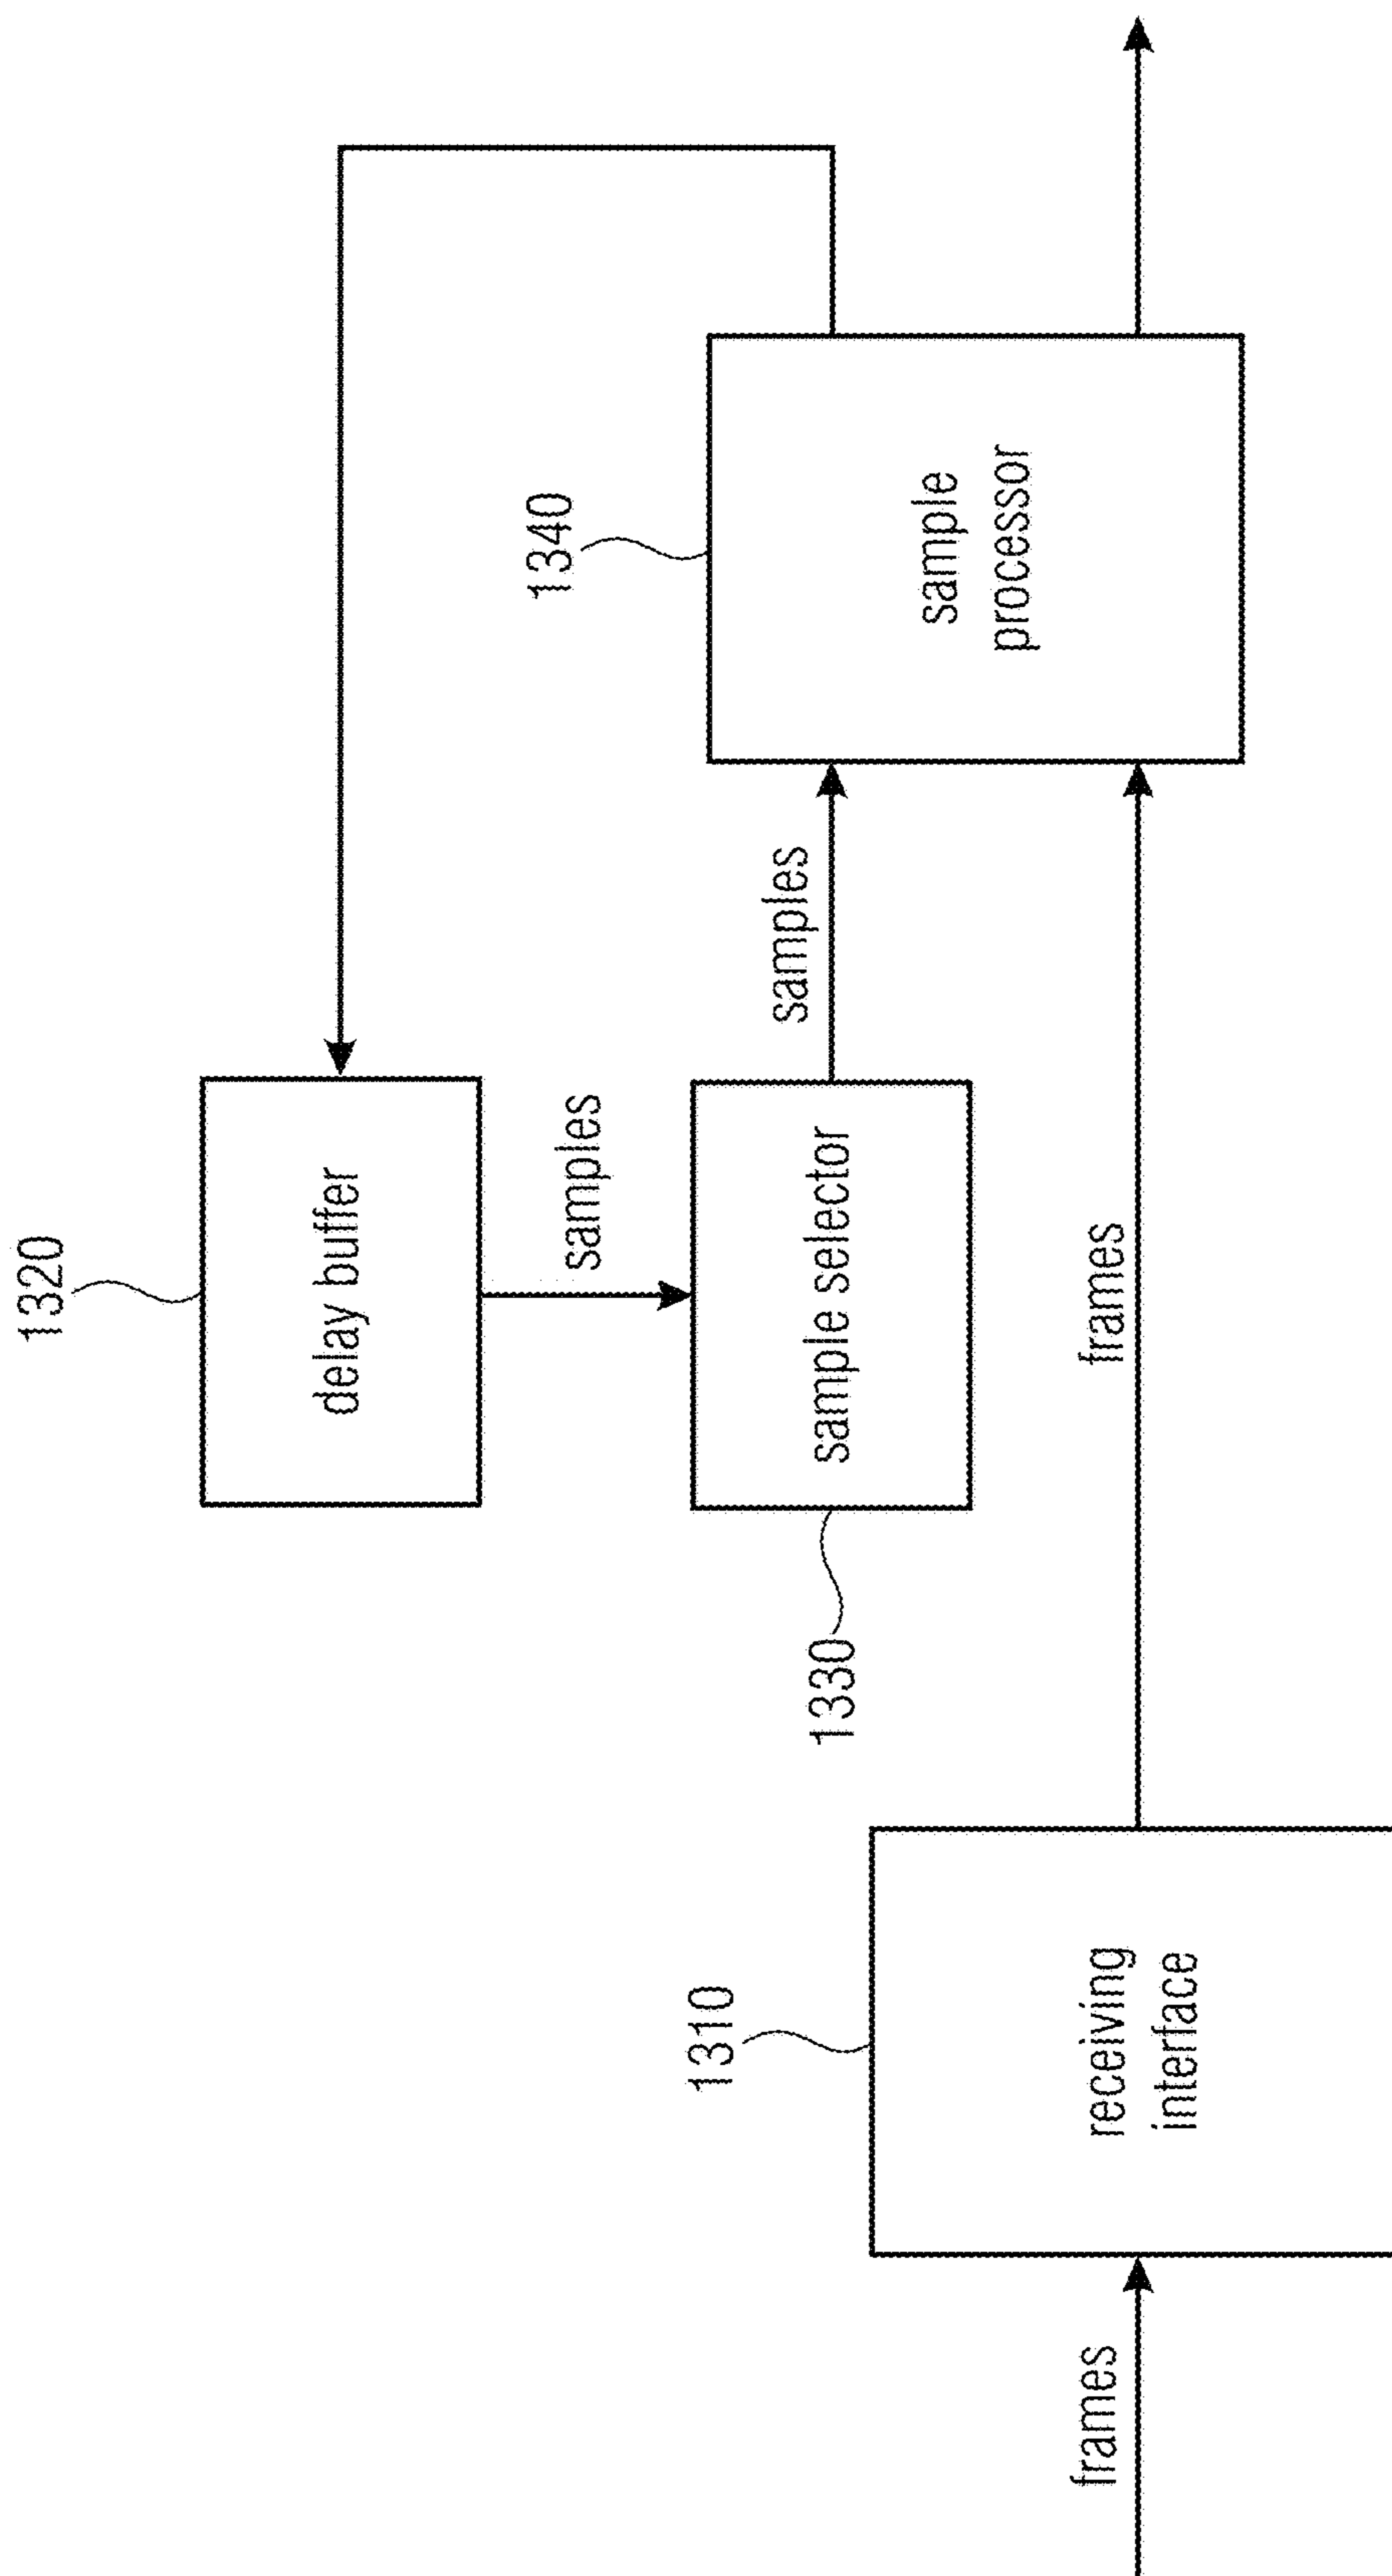 1320
delay buffer
samples
1340
sample
processor
samples
1330
sample selector
1310
receiving
interface
frames
frames